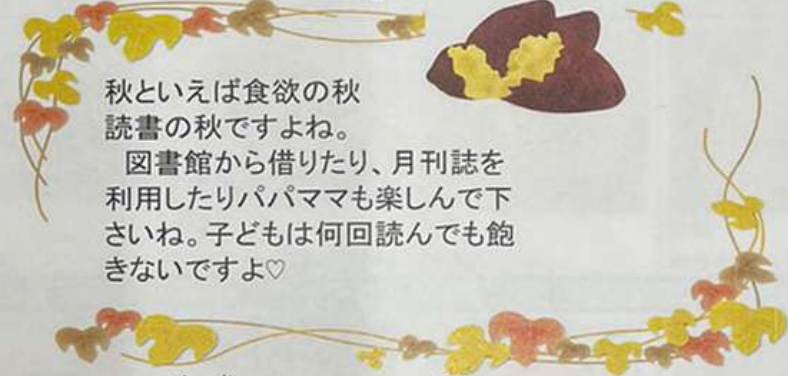 秋といえば食欲の秋
読書の秋ですよね。
図書館から借りたり、月刊誌を
利用したりパパママも楽しんで下
さいね。子どもは何回読んでも飽
きないですよ♡